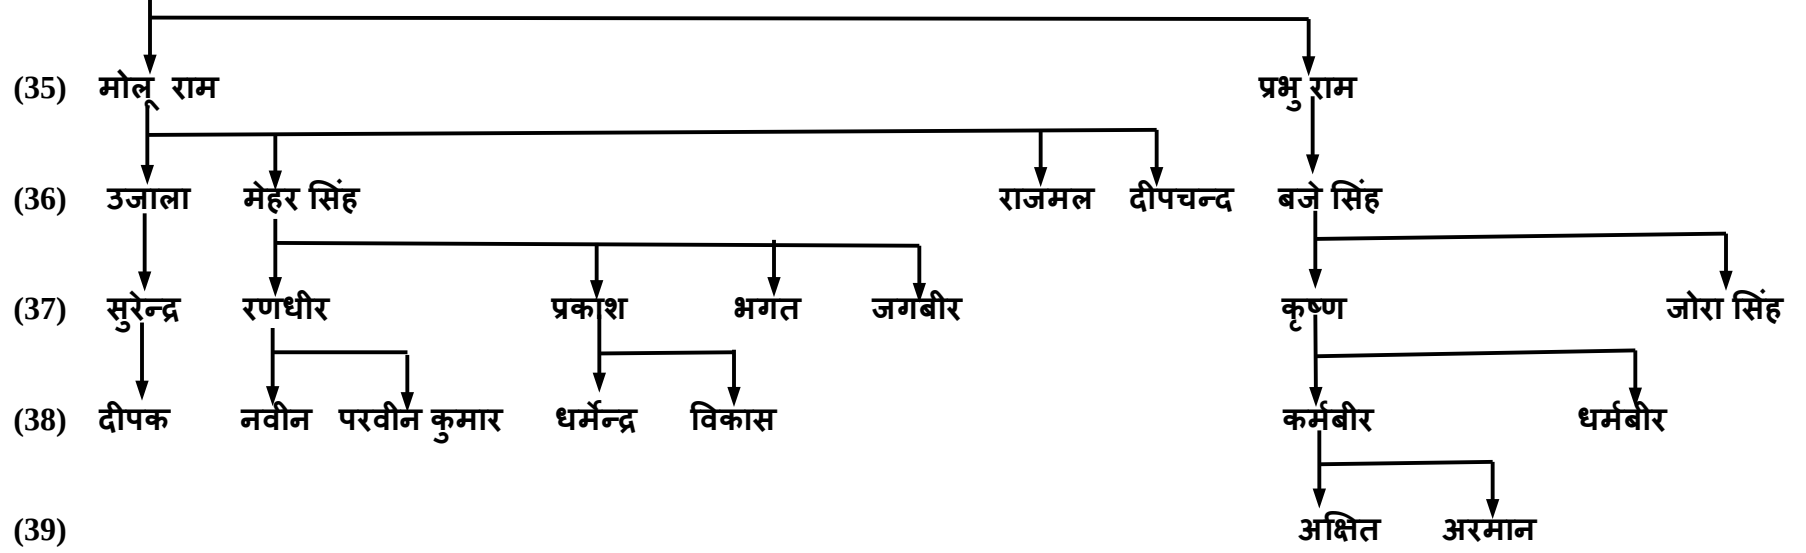 (35) मोलू राम प्रभु राम
(36) उजाला मेहर सिंह राजमल दीपचन्द बजे सिंह
(37) सुरेन्द्र रणधीर प्रकाश भगत जगबीर कृष्ण जोरा सिंह
(38) दीपक नवीन परवीन कुमार धर्मेन्द्र विकास कर्मबीर धर्मबीर
(39) अक्षित अरमान